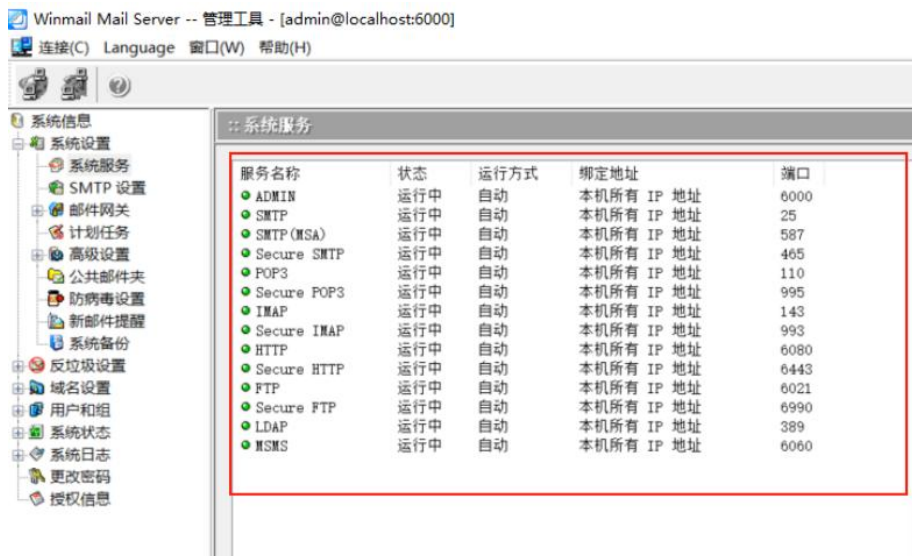 Winmail Mail Server -- 管理工具 - [admin@localhost:6000]
连接(C) Language 窗口(W) 帮助(H)
系统信息
系统设置
系统服务
SMTP 设置
邮件网关
计划任务
高级设置
公共邮件夹
防病毒设置
新邮件提醒
系统备份
反垃圾设置
域名设置
用户和组
系统状态
系统日志
更改密码
授权信息
::系统服务
服务名称 状态 运行方式 绑定地址 端口
ADMIN 运行中 自动 本机所有 IP 地址 6000
SMTP 运行中 自动 本机所有 IP 地址 25
SMTP(MSA) 运行中 自动 本机所有 IP 地址 587
Secure SMTP 运行中 自动 本机所有 IP 地址 465
POP3 运行中 自动 本机所有 IP 地址 110
Secure POP3 运行中 自动 本机所有 IP 地址 995
IMAP 运行中 自动 本机所有 IP 地址 143
Secure IMAP 运行中 自动 本机所有 IP 地址 993
HTTP 运行中 自动 本机所有 IP 地址 6080
Secure HTTP 运行中 自动 本机所有 IP 地址 6443
FTP 运行中 自动 本机所有 IP 地址 6021
Secure FTP 运行中 自动 本机所有 IP 地址 6990
LDAP 运行中 自动 本机所有 IP 地址 389
MSMS 运行中 自动 本机所有 IP 地址 6060